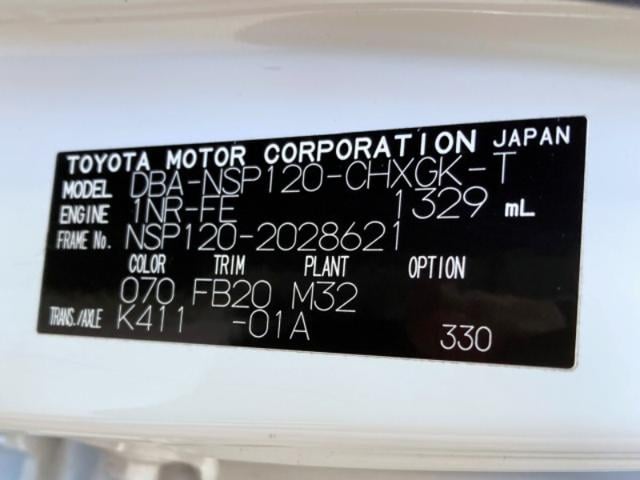 TOYOTA MOTOR CORPORATION JAPAN
MODEL DBA-NSP120-CHXGK-T
ENGINE 1NR-FE 1329 mL
FRAME No. NSP120-2028621
COLOR TRIM PLANT OPTION
070 FB20 M32
TRANS./AXLE K411 -01A 330